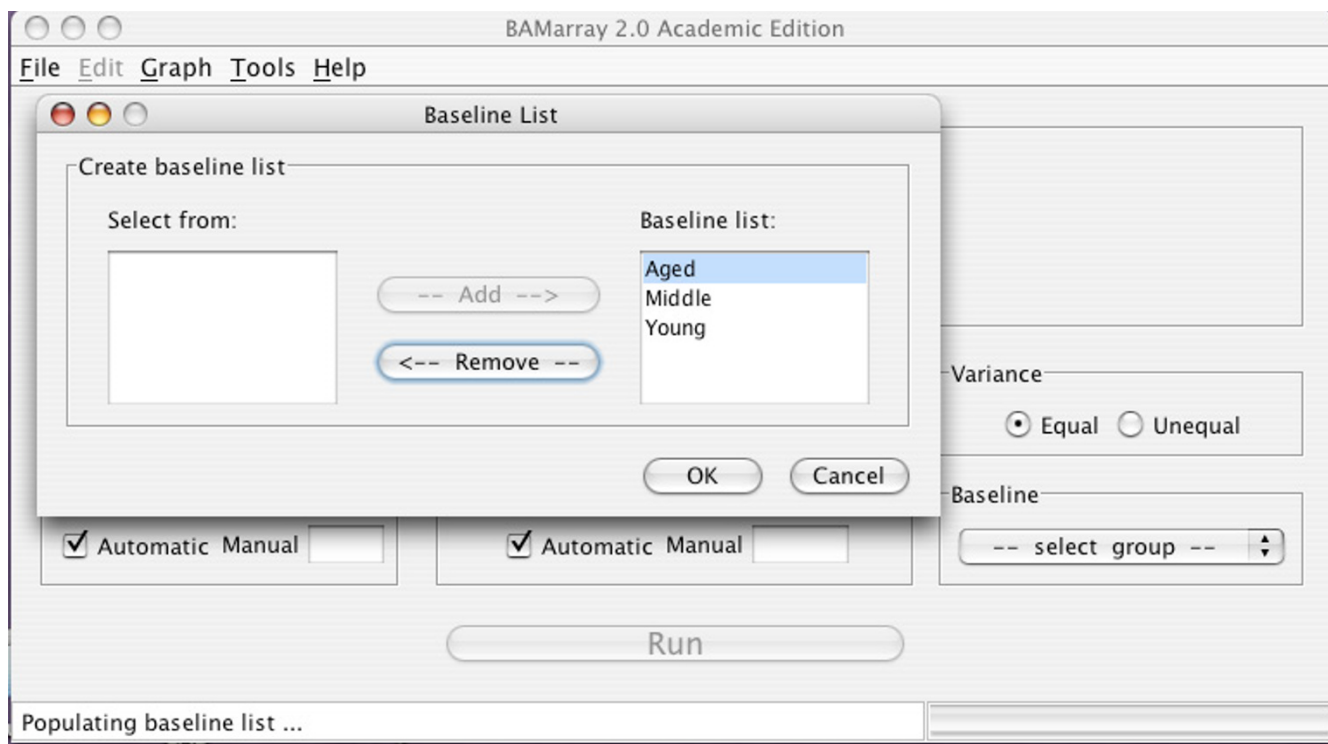 BAMarray 2.0 Academic Edition
File Edit Graph Tools Help
Baseline List
Create baseline list
Select from:
Baseline list:
-- Add -->
<-- Remove --
Aged
Middle
Young
OK
Cancel
Variance
Equal
Unequal
Baseline
-- select group --
Automatic Manual
Automatic Manual
Run
Populating baseline list ...